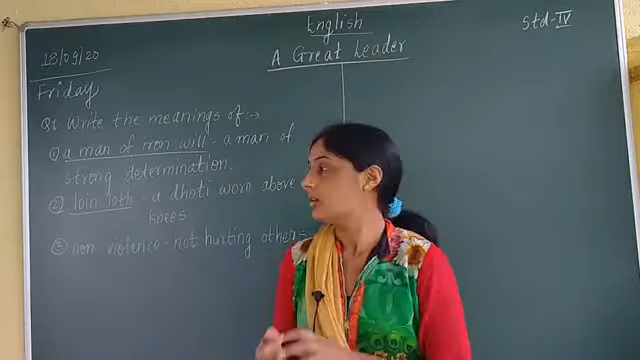 English
Std-IV
A Great Leader
18/09/20
Friday
Q1 Write the meanings of:→
① a man of iron will - a man of
strong determination.
② loin loth - a dhoti worn above
knees
③ non violence - not hurting others